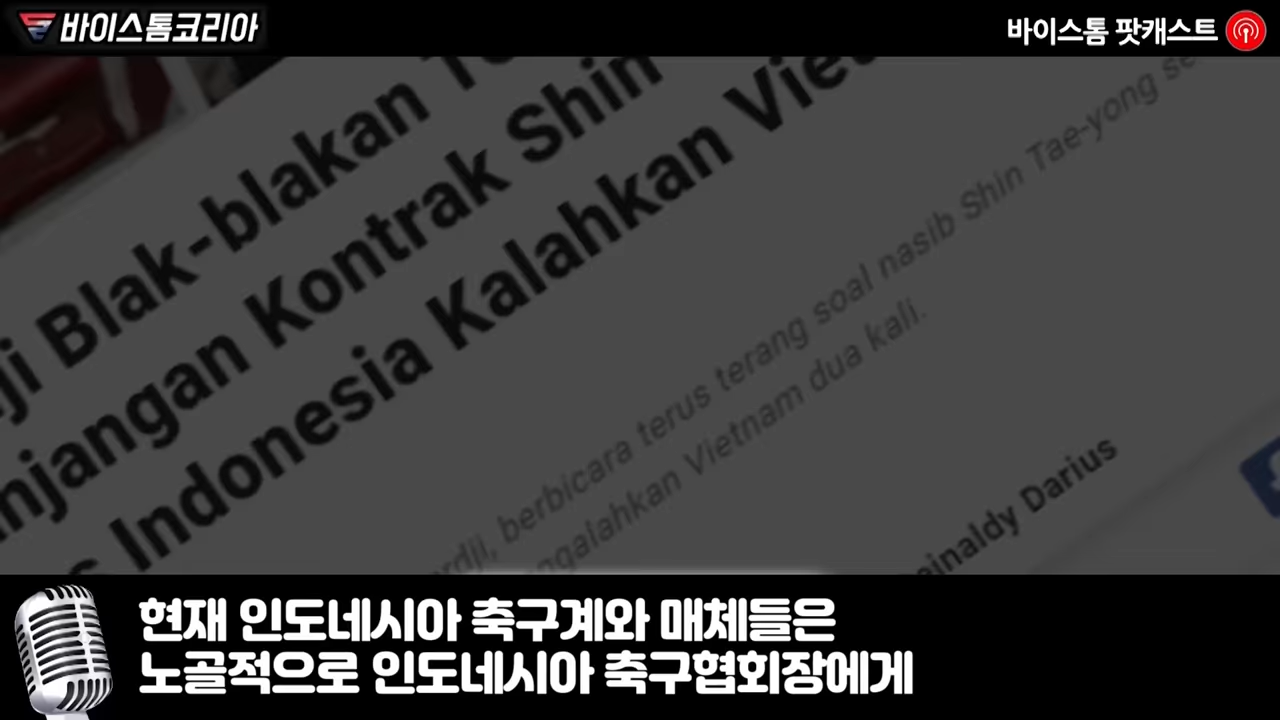 바이스톰코리아
바이스톰 팟캐스트
Blak-blakan
Kontrak Shin
Indonesia Kalahkan
berbicara terus terang soal nasib Shin Tae-yong
Vietnam dua kali.
Darius
현재 인도네시아 축구계와 매체들은
노골적으로 인도네시아 축구협회장에게